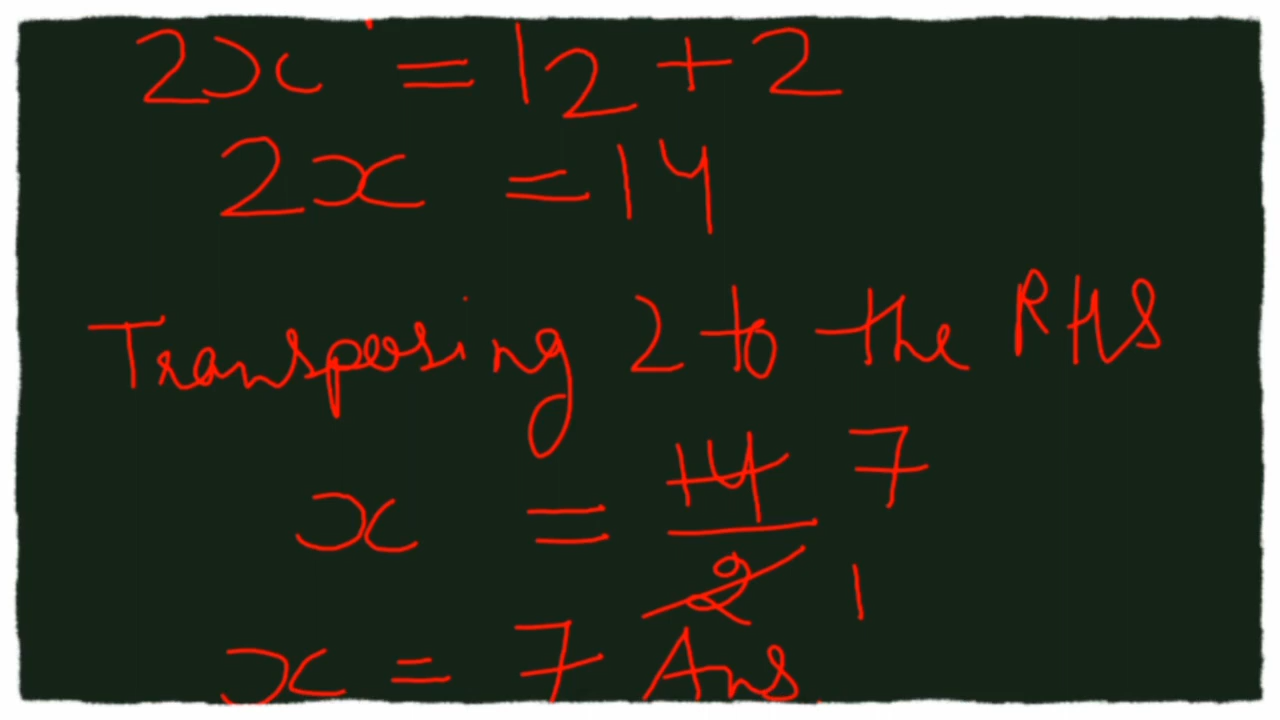 2x = 12 + 2
2x = 14
Transposing 2 to the RHS
x = 14/2 7 1
x = 7 Ans